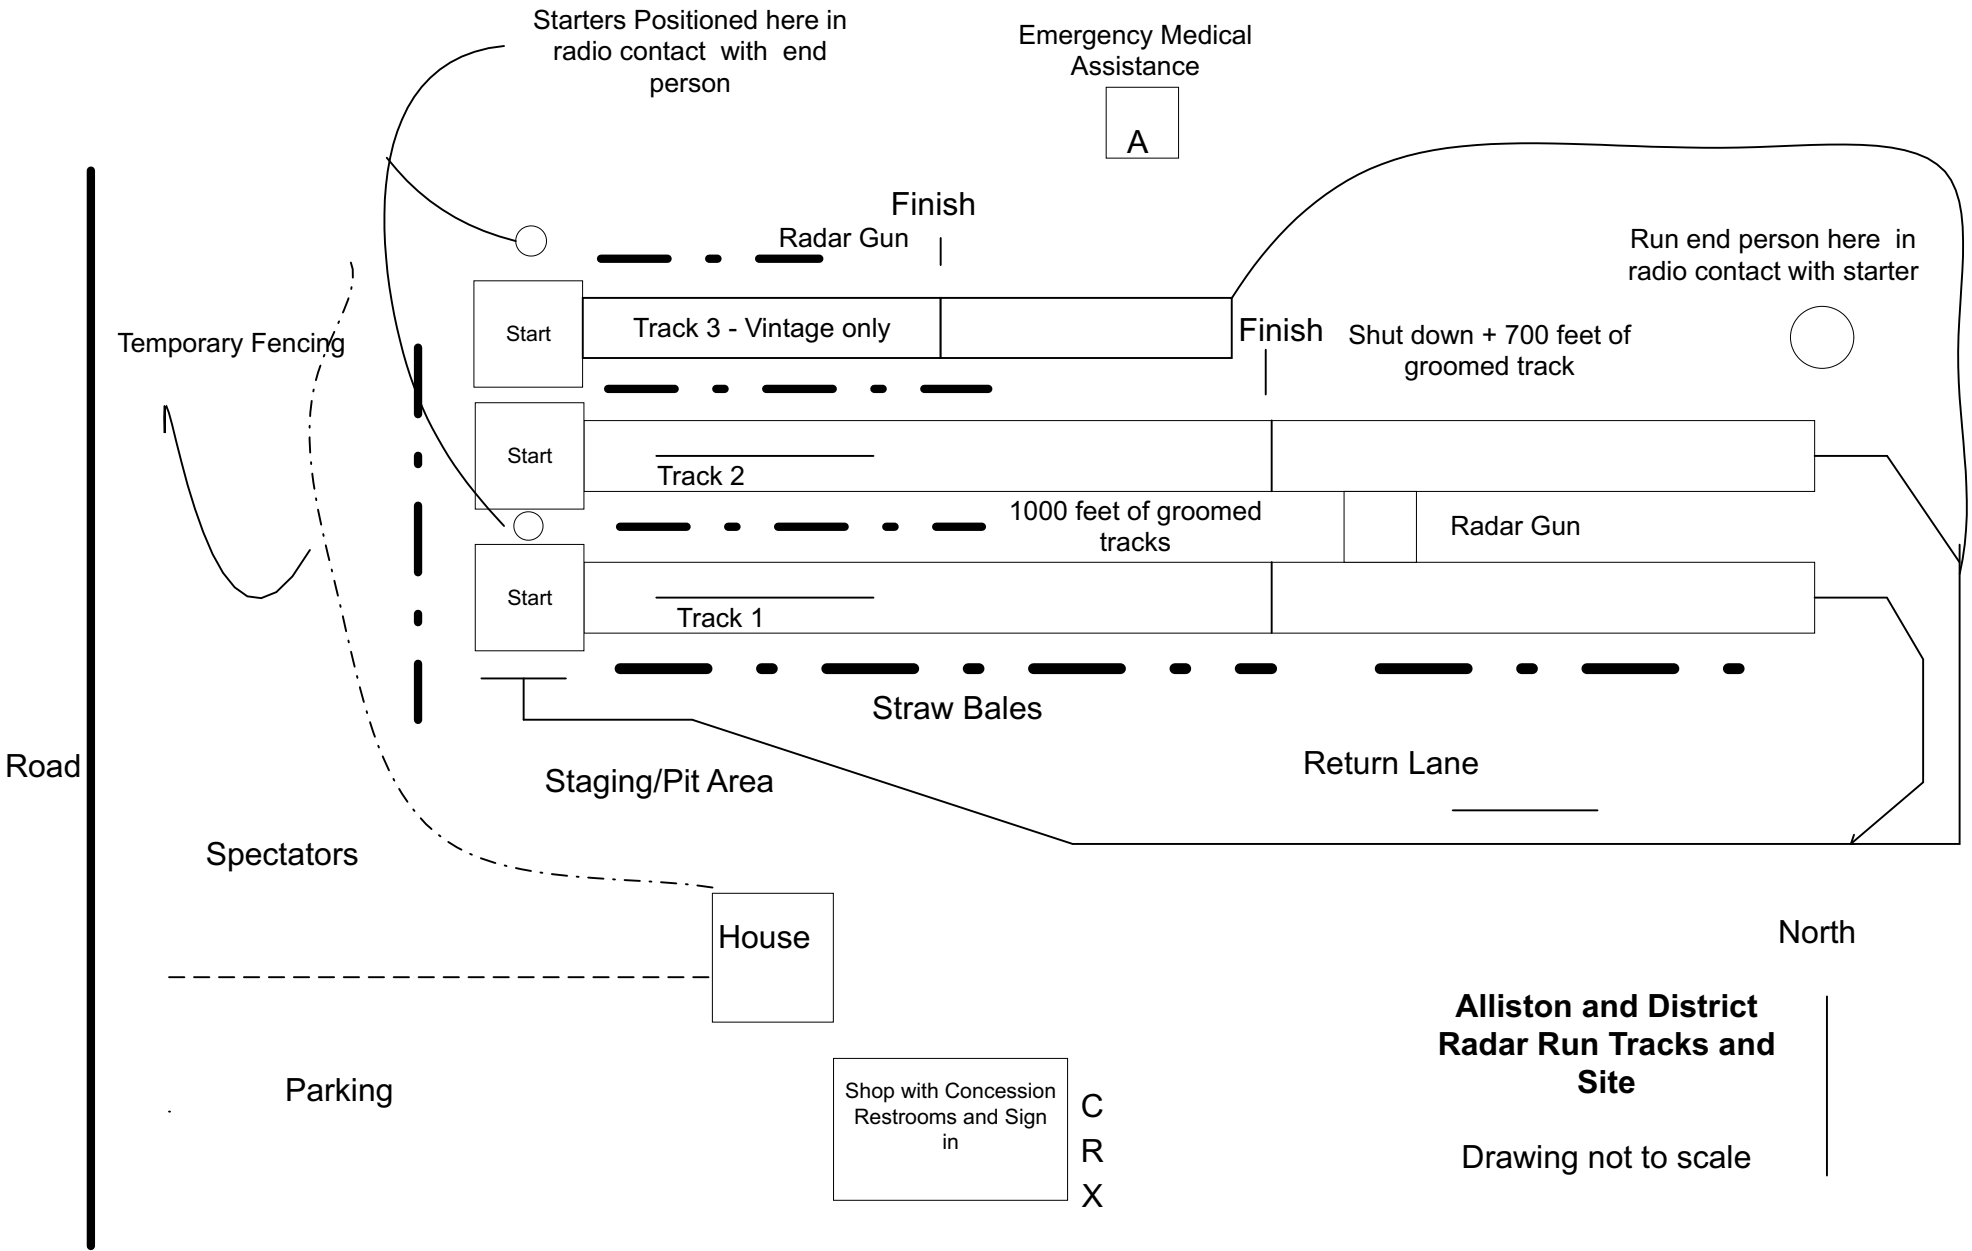 Starters Positioned here in
radio contact with end
person
Emergency Medical
Assistance
A
Finish
Radar Gun
Run end person here in
radio contact with starter
Temporary Fencing
Start
Track 3 - Vintage only
Finish
Shut down + 700 feet of
groomed track
Start
Track 2
1000 feet of groomed
tracks
Radar Gun
Start
Track 1
Straw Bales
Road
Staging/Pit Area
Return Lane
Spectators
House
North
Alliston and District
Radar Run Tracks and
Site
Parking
Shop with Concession
Restrooms and Sign
in
C
R
X
Drawing not to scale